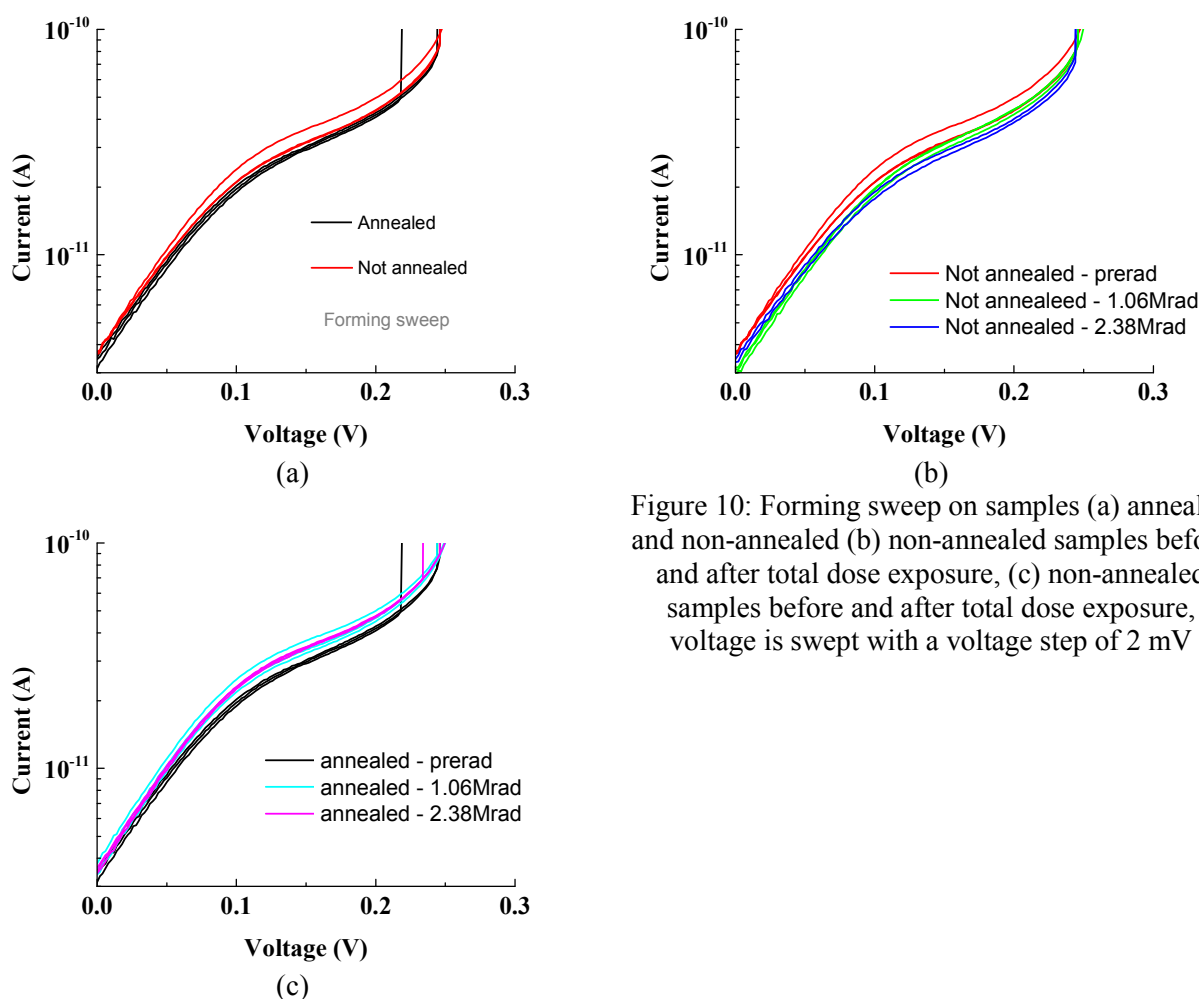 10-10
10-11
Current (A)
Annealed
Not annealed
Forming sweep
0.0 0.1 0.2 0.3
Voltage (V)
(a)
10-10
10-11
Current (A)
Not annealed - prerad
Not annealeed - 1.06Mrad
Not annealed - 2.38Mrad
0.0 0.1 0.2 0.3
Voltage (V)
(b)
10-10
10-11
Current (A)
annealed - prerad
annealed - 1.06Mrad
annealed - 2.38Mrad
0.0 0.1 0.2 0.3
Voltage (V)
(c)
Figure 10: Forming sweep on samples (a)
and non-annealed (b) non-annealed samples
and after total dose exposure, (c) non-annealed
samples before and after total dose exposure,
voltage is swept with a voltage step of 2 mV